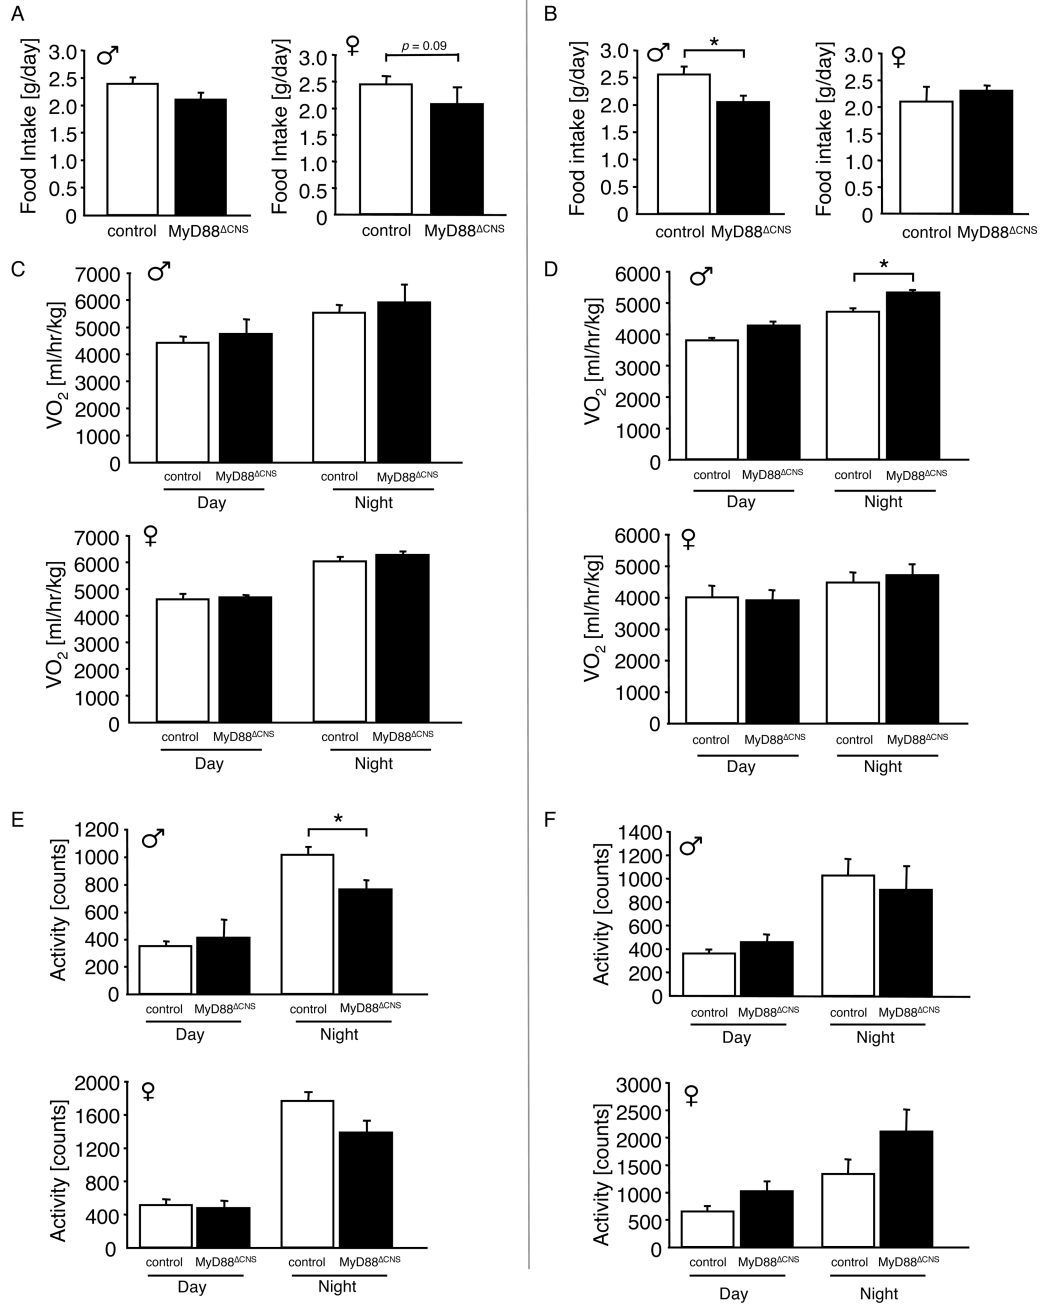 A
B
♂
♀
p = 0.09
♂
*
♀
Food Intake [g/day]
3.0
2.5
2.0
1.5
1.0
0.5
0
control MyD88ΔCNS
Food Intake [g/day]
3.0
2.5
2.0
1.5
1.0
0.5
0
control MyD88ΔCNS
Food intake [g/day]
3.0
2.5
2.0
1.5
1.0
0.5
0
control MyD88ΔCNS
Food intake [g/day]
3.0
2.5
2.0
1.5
1.0
0.5
0
control MyD88ΔCNS
C
♂
VO2 [ml/hr/kg]
7000
6000
5000
4000
3000
2000
1000
0
control MyD88ΔCNS control MyD88ΔCNS
Day Night
♀
VO2 [ml/hr/kg]
7000
6000
5000
4000
3000
2000
1000
0
control MyD88ΔCNS control MyD88ΔCNS
Day Night
D
♂
*
VO2 [ml/hr/kg]
6000
5000
4000
3000
2000
1000
0
control MyD88ΔCNS control MyD88ΔCNS
Day Night
♀
VO2 [ml/hr/kg]
6000
5000
4000
3000
2000
1000
0
control MyD88ΔCNS control MyD88ΔCNS
Day Night
E
♂
*
Activity [counts]
1200
1000
800
600
400
200
0
control MyD88ΔCNS control MyD88ΔCNS
Day Night
♀
Activity [counts]
2000
1600
1200
800
400
0
control MyD88ΔCNS control MyD88ΔCNS
Day Night
F
♂
Activity [counts]
1400
1200
1000
800
600
400
200
0
control MyD88ΔCNS control MyD88ΔCNS
Day Night
♀
Activity [counts]
3000
2500
2000
1500
1000
500
0
control MyD88ΔCNS control MyD88ΔCNS
Day Night